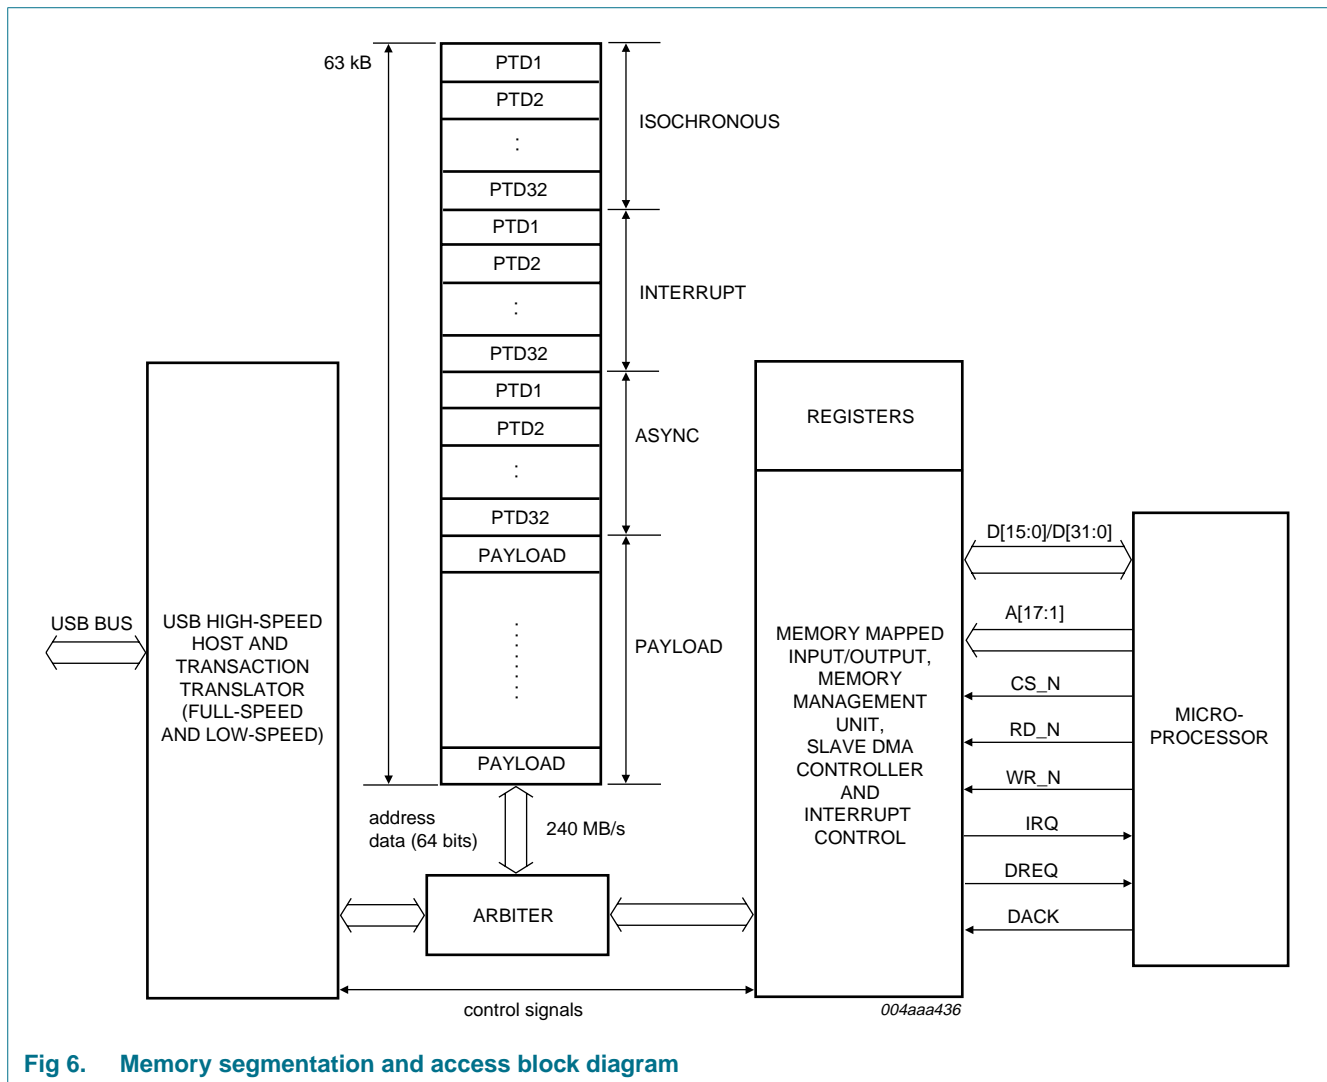 63 kB
PTD1
PTD2
:
PTD32
ISOCHRONOUS
PTD1
PTD2
:
PTD32
INTERRUPT
PTD1
PTD2
:
PTD32
ASYNC
PAYLOAD
PAYLOAD
PAYLOAD
address
data (64 bits)
240 MB/s
ARBITER
USB BUS
USB HIGH-SPEED
HOST AND
TRANSACTION
TRANSLATOR
(FULL-SPEED
AND LOW-SPEED)
control signals
REGISTERS
MEMORY MAPPED
INPUT/OUTPUT,
MEMORY
MANAGEMENT
UNIT,
SLAVE DMA
CONTROLLER
AND
INTERRUPT
CONTROL
D[15:0]/D[31:0]
A[17:1]
CS_N
RD_N
WR_N
IRQ
DREQ
DACK
MICRO-
PROCESSOR
004aaa436
Fig 6. Memory segmentation and access block diagram